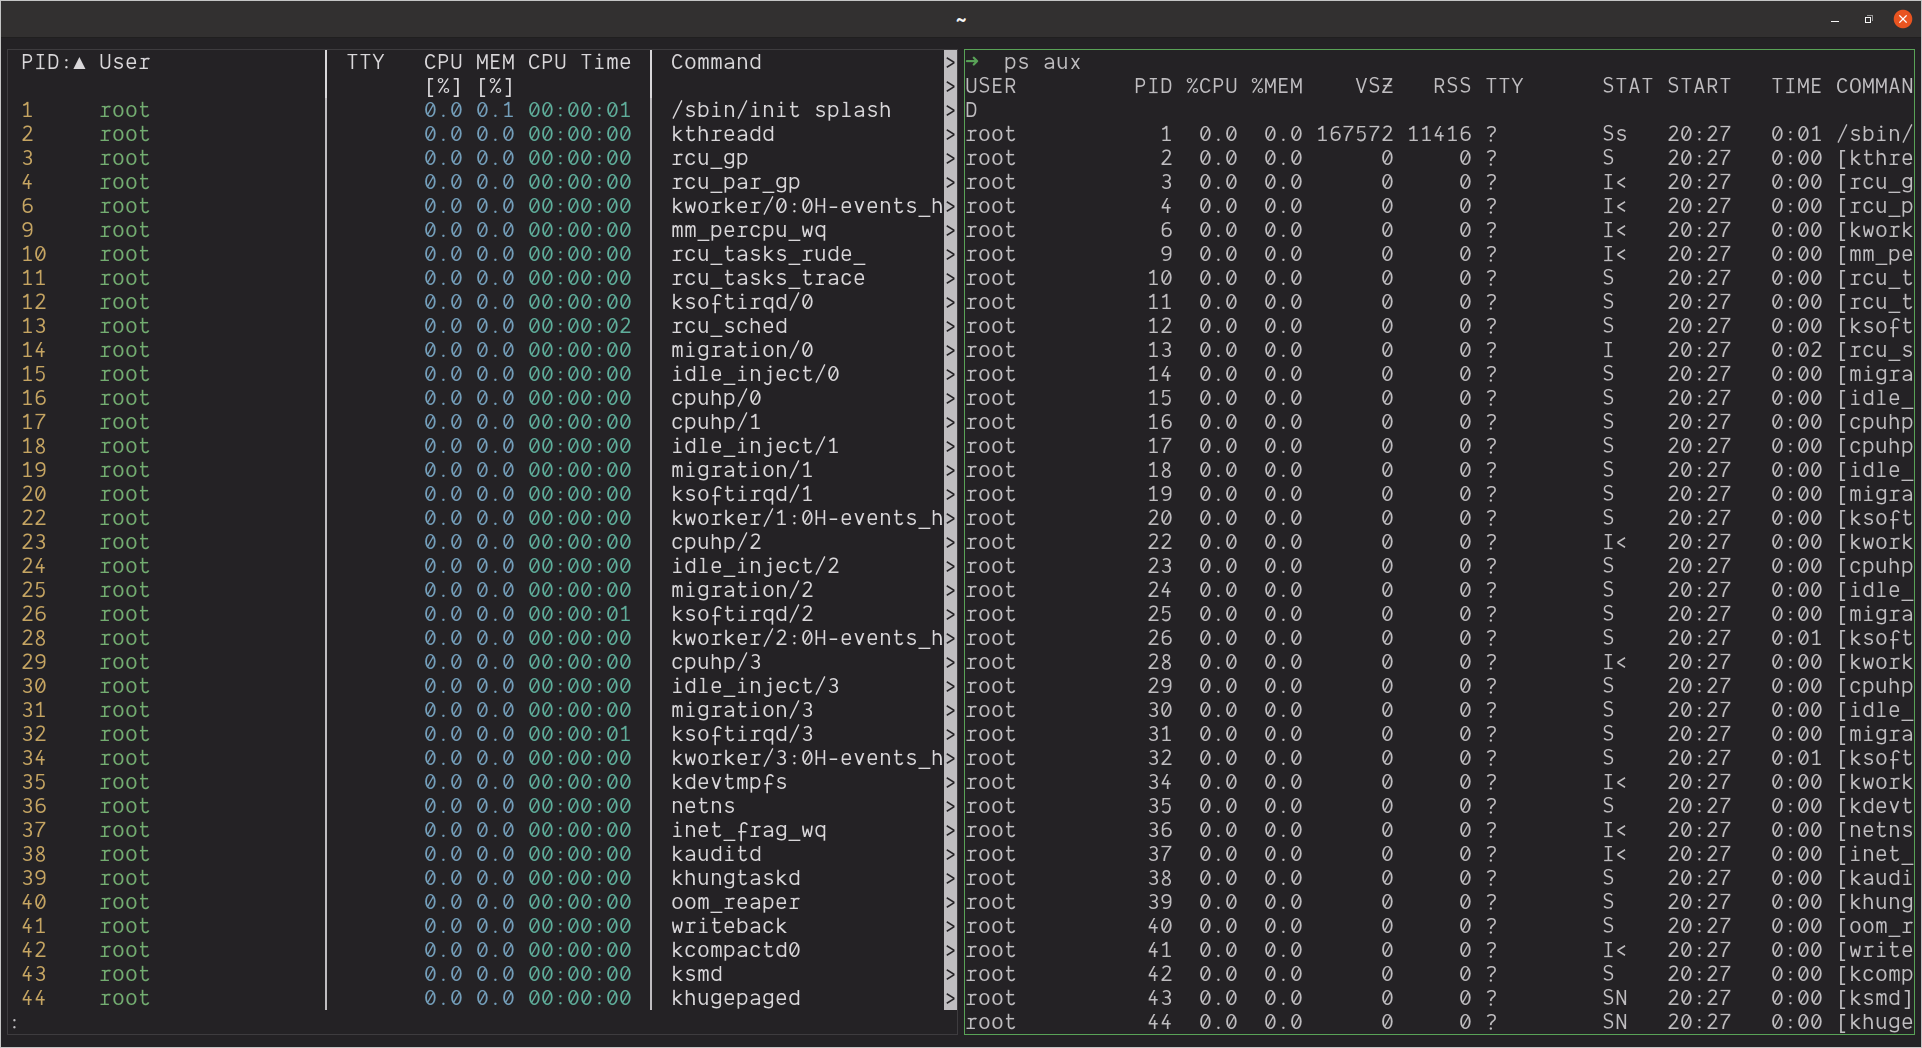 ~
PID:▲ User TTY CPU MEM CPU Time Command >
[%] [%] >
1 root 0.0 0.1 00:00:01 /sbin/init splash >
2 root 0.0 0.0 00:00:00 kthreadd >
3 root 0.0 0.0 00:00:00 rcu_gp >
4 root 0.0 0.0 00:00:00 rcu_par_gp >
6 root 0.0 0.0 00:00:00 kworker/0:0H-events_h>
9 root 0.0 0.0 00:00:00 mm_percpu_wq >
10 root 0.0 0.0 00:00:00 rcu_tasks_rude_ >
11 root 0.0 0.0 00:00:00 rcu_tasks_trace >
12 root 0.0 0.0 00:00:00 ksoftirqd/0 >
13 root 0.0 0.0 00:00:02 rcu_sched >
14 root 0.0 0.0 00:00:00 migration/0 >
15 root 0.0 0.0 00:00:00 idle_inject/0 >
16 root 0.0 0.0 00:00:00 cpuhp/0 >
17 root 0.0 0.0 00:00:00 cpuhp/1 >
18 root 0.0 0.0 00:00:00 idle_inject/1 >
19 root 0.0 0.0 00:00:00 migration/1 >
20 root 0.0 0.0 00:00:00 ksoftirqd/1 >
22 root 0.0 0.0 00:00:00 kworker/1:0H-events_h>
23 root 0.0 0.0 00:00:00 cpuhp/2 >
24 root 0.0 0.0 00:00:00 idle_inject/2 >
25 root 0.0 0.0 00:00:00 migration/2 >
26 root 0.0 0.0 00:00:01 ksoftirqd/2 >
28 root 0.0 0.0 00:00:00 kworker/2:0H-events_h>
29 root 0.0 0.0 00:00:00 cpuhp/3 >
30 root 0.0 0.0 00:00:00 idle_inject/3 >
31 root 0.0 0.0 00:00:00 migration/3 >
32 root 0.0 0.0 00:00:01 ksoftirqd/3 >
34 root 0.0 0.0 00:00:00 kworker/3:0H-events_h>
35 root 0.0 0.0 00:00:00 kdevtmpfs >
36 root 0.0 0.0 00:00:00 netns >
37 root 0.0 0.0 00:00:00 inet_frag_wq >
38 root 0.0 0.0 00:00:00 kauditd >
39 root 0.0 0.0 00:00:00 khungtaskd >
40 root 0.0 0.0 00:00:00 oom_reaper >
41 root 0.0 0.0 00:00:00 writeback >
42 root 0.0 0.0 00:00:00 kcompactd0 >
43 root 0.0 0.0 00:00:00 ksmd >
44 root 0.0 0.0 00:00:00 khugepaged >
:
➜ ps aux
USER PID %CPU %MEM VSZ RSS TTY STAT START TIME COMMAN
D
root 1 0.0 0.0 167572 11416 ? Ss 20:27 0:01 /sbin/
root 2 0.0 0.0 0 0 ? S 20:27 0:00 [kthre
root 3 0.0 0.0 0 0 ? I< 20:27 0:00 [rcu_g
root 4 0.0 0.0 0 0 ? I< 20:27 0:00 [rcu_p
root 6 0.0 0.0 0 0 ? I< 20:27 0:00 [kwork
root 9 0.0 0.0 0 0 ? I< 20:27 0:00 [mm_pe
root 10 0.0 0.0 0 0 ? S 20:27 0:00 [rcu_t
root 11 0.0 0.0 0 0 ? S 20:27 0:00 [rcu_t
root 12 0.0 0.0 0 0 ? S 20:27 0:00 [ksoft
root 13 0.0 0.0 0 0 ? I 20:27 0:02 [rcu_s
root 14 0.0 0.0 0 0 ? S 20:27 0:00 [migra
root 15 0.0 0.0 0 0 ? S 20:27 0:00 [idle_
root 16 0.0 0.0 0 0 ? S 20:27 0:00 [cpuhp
root 17 0.0 0.0 0 0 ? S 20:27 0:00 [cpuhp
root 18 0.0 0.0 0 0 ? S 20:27 0:00 [idle_
root 19 0.0 0.0 0 0 ? S 20:27 0:00 [migra
root 20 0.0 0.0 0 0 ? S 20:27 0:00 [ksoft
root 22 0.0 0.0 0 0 ? I< 20:27 0:00 [kwork
root 23 0.0 0.0 0 0 ? S 20:27 0:00 [cpuhp
root 24 0.0 0.0 0 0 ? S 20:27 0:00 [idle_
root 25 0.0 0.0 0 0 ? S 20:27 0:00 [migra
root 26 0.0 0.0 0 0 ? S 20:27 0:01 [ksoft
root 28 0.0 0.0 0 0 ? I< 20:27 0:00 [kwork
root 29 0.0 0.0 0 0 ? S 20:27 0:00 [cpuhp
root 30 0.0 0.0 0 0 ? S 20:27 0:00 [idle_
root 31 0.0 0.0 0 0 ? S 20:27 0:00 [migra
root 32 0.0 0.0 0 0 ? S 20:27 0:01 [ksoft
root 34 0.0 0.0 0 0 ? I< 20:27 0:00 [kwork
root 35 0.0 0.0 0 0 ? S 20:27 0:00 [kdevt
root 36 0.0 0.0 0 0 ? I< 20:27 0:00 [netns
root 37 0.0 0.0 0 0 ? I< 20:27 0:00 [inet_
root 38 0.0 0.0 0 0 ? S 20:27 0:00 [kaudi
root 39 0.0 0.0 0 0 ? S 20:27 0:00 [khung
root 40 0.0 0.0 0 0 ? S 20:27 0:00 [oom_r
root 41 0.0 0.0 0 0 ? I< 20:27 0:00 [write
root 42 0.0 0.0 0 0 ? S 20:27 0:00 [kcomp
root 43 0.0 0.0 0 0 ? SN 20:27 0:00 [ksmd]
root 44 0.0 0.0 0 0 ? SN 20:27 0:00 [khuge